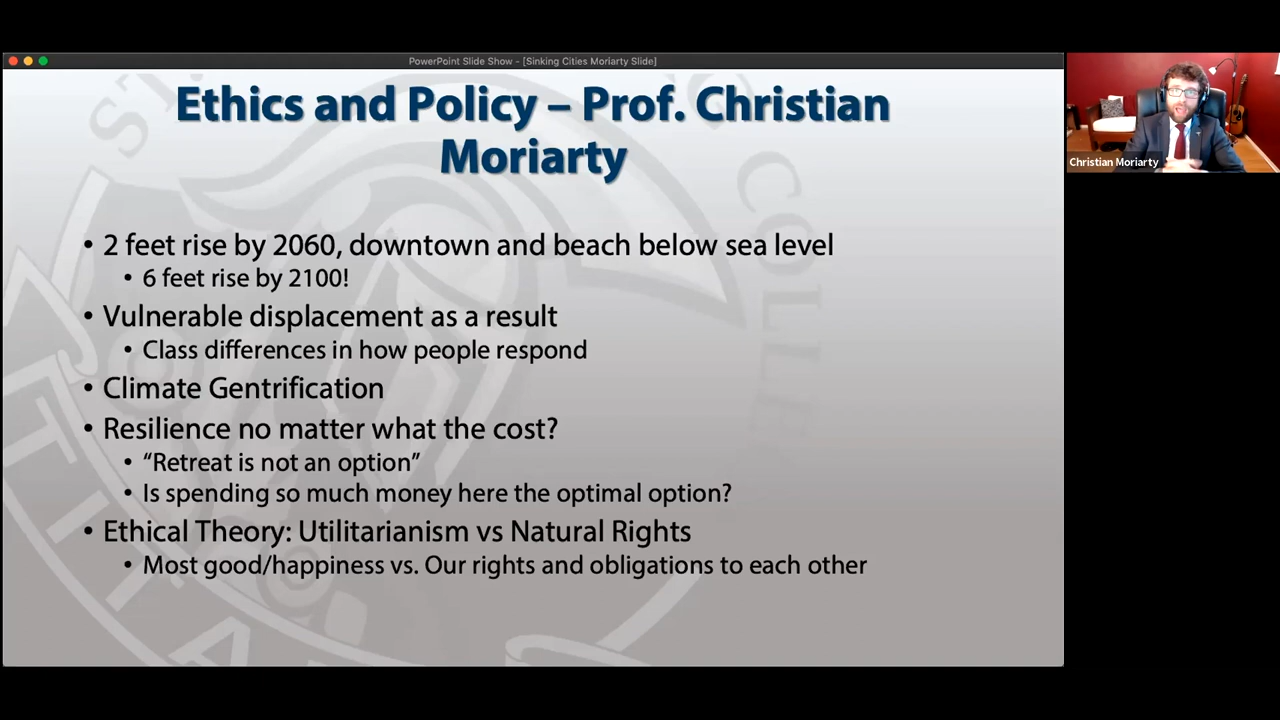 PowerPoint Slide Show - [Sinking Cities Moriarty Slide]
Ethics and Policy – Prof. Christian
Moriarty
• 2 feet rise by 2060, downtown and beach below sea level
• 6 feet rise by 2100!
• Vulnerable displacement as a result
• Class differences in how people respond
• Climate Gentrification
• Resilience no matter what the cost?
• “Retreat is not an option”
• Is spending so much money here the optimal option?
• Ethical Theory: Utilitarianism vs Natural Rights
• Most good/happiness vs. Our rights and obligations to each other
Christian Moriarty